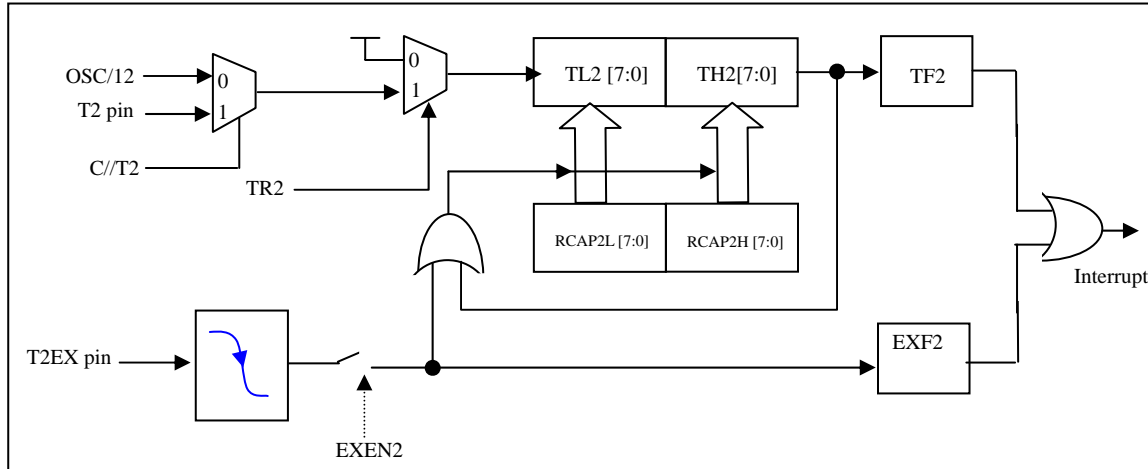 OSC/12
T2 pin
C//T2
0
1
0
1
TR2
TL2 [7:0]
TH2[7:0]
TF2
RCAP2L [7:0]
RCAP2H [7:0]
Interrupt
T2EX pin
EXEN2
EXF2